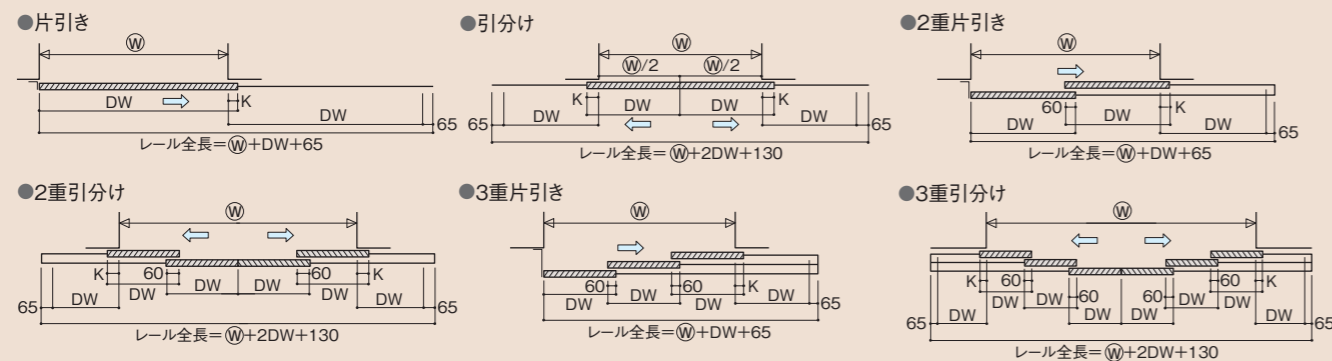 ●片引き
Ⓦ
DW
K
DW
65
レール全長=Ⓦ+DW+65
●引分け
Ⓦ
Ⓦ/2 Ⓦ/2
K DW DW K
65 DW DW 65
レール全長=Ⓦ+2DW+130
●2重片引き
Ⓦ
60 K
DW DW DW 65
レール全長=Ⓦ+DW+65
●2重引分け
Ⓦ
K 60 60 K
DW DW DW DW
65 DW DW 65
レール全長=Ⓦ+2DW+130
●3重片引き
Ⓦ
60 60 K
DW DW DW DW 65
レール全長=Ⓦ+DW+65
●3重引分け
Ⓦ
K 60 60 K
DW 60 60 DW
DW DW
65 DW DW DW DW 65
レール全長=Ⓦ+2DW+130